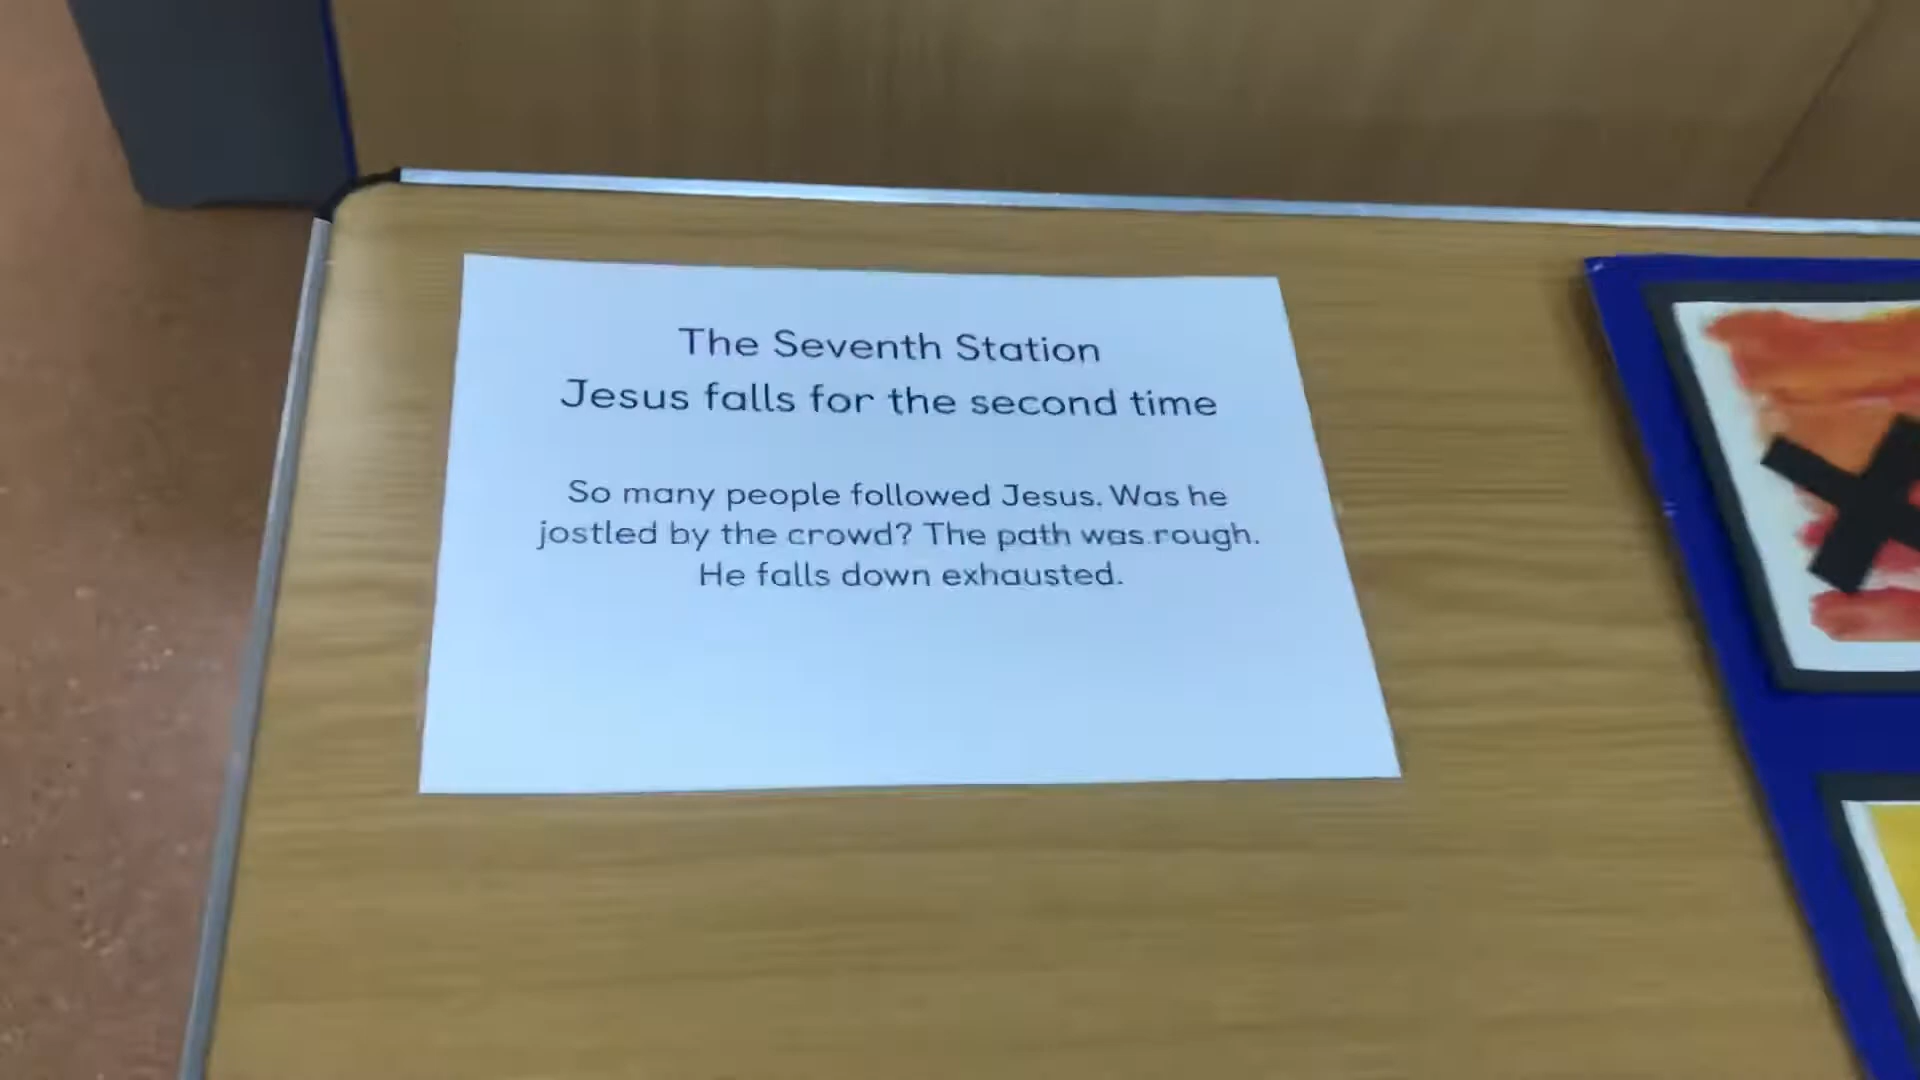 The Seventh Station
Jesus falls for the second time
So many people followed Jesus. Was he
jostled by the crowd? The path was rough.
He falls down exhausted.